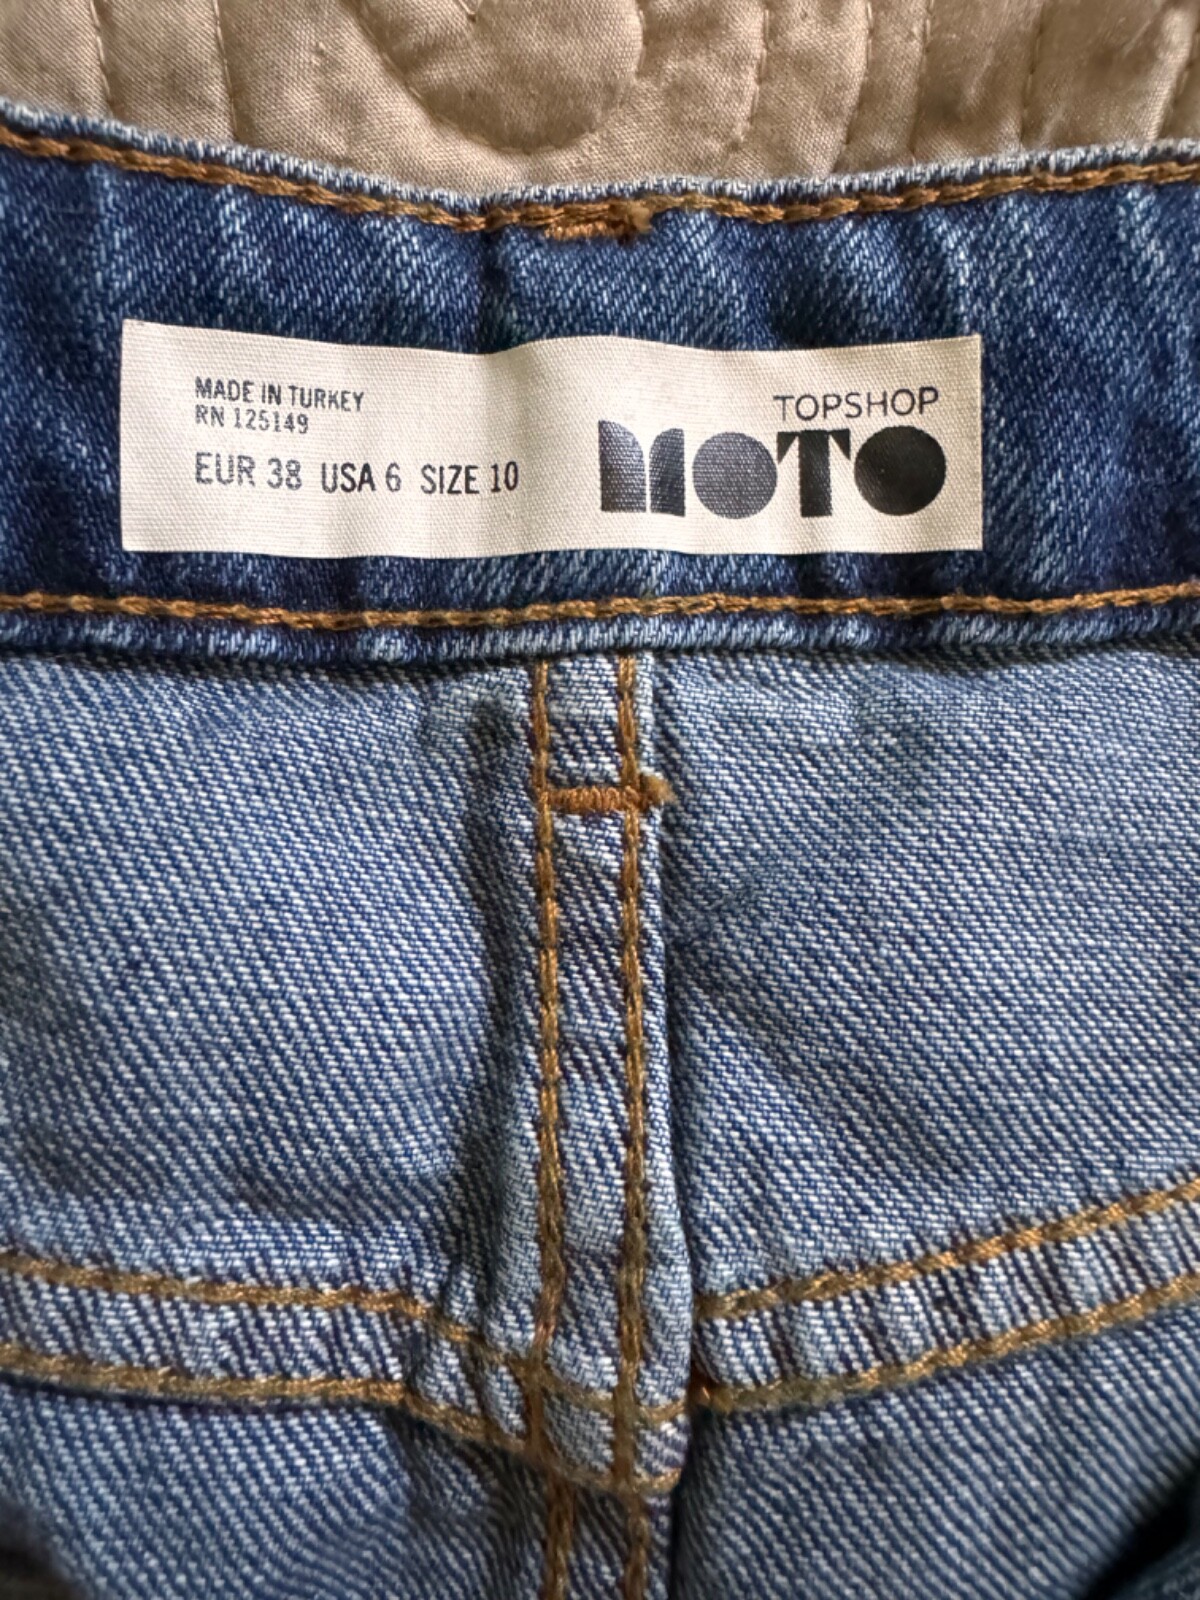 MADE IN TURKEY
RN 125149
EUR 38 USA 6 SIZE 10
TOPSHOP
MOTO